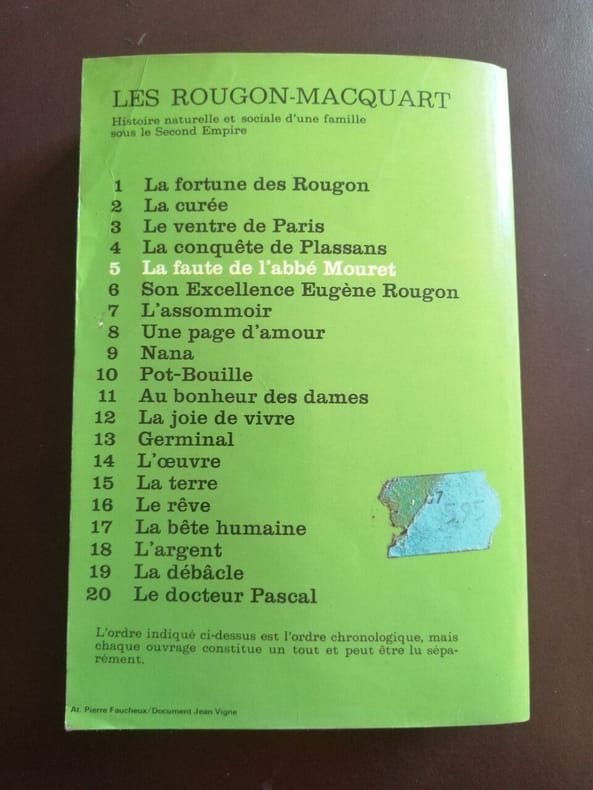 LES ROUGON-MACQUART
Histoire naturelle et sociale d'une famille
sous le Second Empire
1 La fortune des Rougon
2 La curée
3 Le ventre de Paris
4 La conquête de Plassans
5 La faute de l'abbé Mouret
6 Son Excellence Eugène Rougon
7 L'assommoir
8 Une page d'amour
9 Nana
10 Pot-Bouille
11 Au bonheur des dames
12 La joie de vivre
13 Germinal
14 L'œuvre
15 La terre
16 Le rêve
17 La bête humaine
18 L'argent
19 La débâcle
20 Le docteur Pascal
67
5,95
L'ordre indiqué ci-dessus est l'ordre chronologique, mais
chaque ouvrage constitue un tout et peut être lu sépa-
rément.
At. Pierre Faucheux/Document Jean Vigne